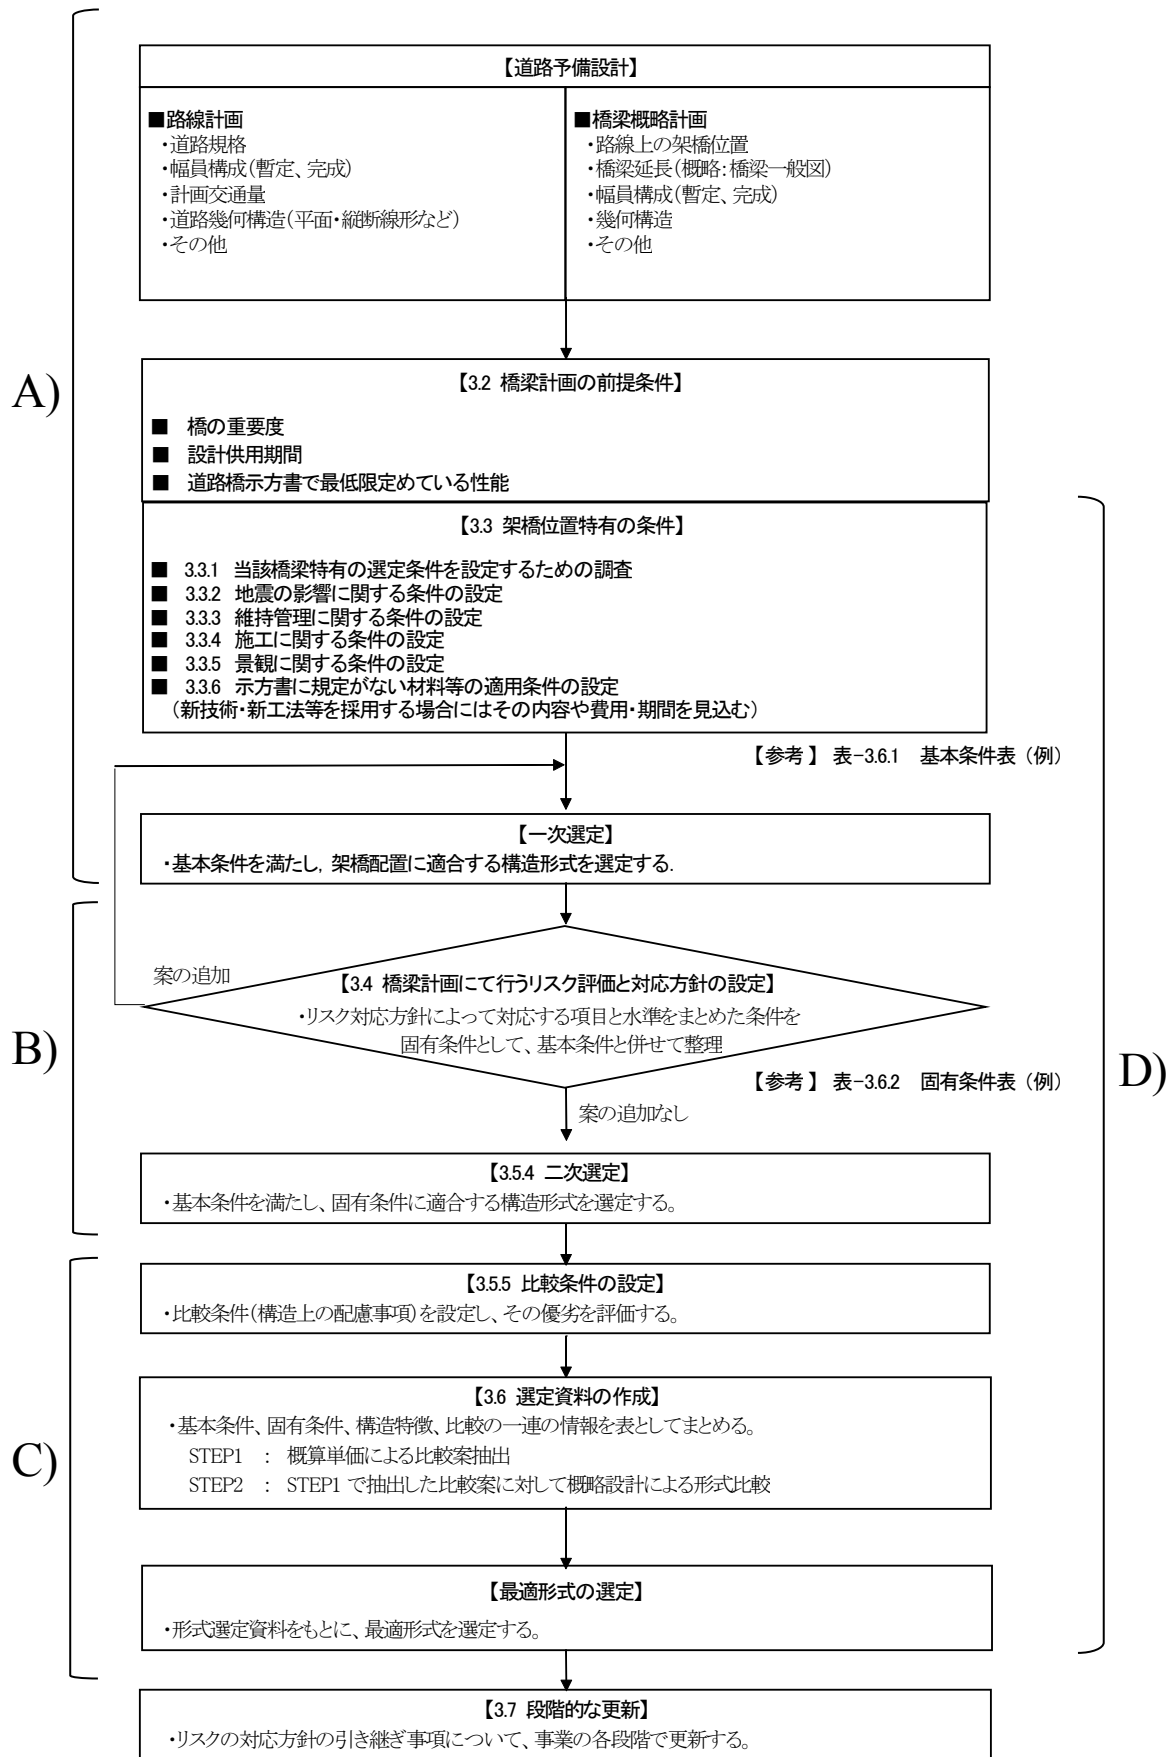 【道路予備設計】
■路線計画
・道路規格
・幅員構成(暫定、完成)
・計画交通量
・道路幾何構造(平面・縦断線形など)
・その他
■橋梁概略計画
・路線上の架橋位置
・橋梁延長(概略:橋梁一般図)
・幅員構成(暫定、完成)
・幾何構造
・その他
A)
【3.2 橋梁計画の前提条件】
■ 橋の重要度
■ 設計供用期間
■ 道路橋示方書で最低限定めている性能
【3.3 架橋位置特有の条件】
■ 3.3.1 当該橋梁特有の選定条件を設定するための調査
■ 3.3.2 地震の影響に関する条件の設定
■ 3.3.3 維持管理に関する条件の設定
■ 3.3.4 施工に関する条件の設定
■ 3.3.5 景観に関する条件の設定
■ 3.3.6 示方書に規定がない材料等の適用条件の設定
(新技術・新工法等を採用する場合にはその内容や費用・期間を見込む)
【参考】 表-3.6.1 基本条件表 (例)
【一次選定】
・基本条件を満たし, 架橋配置に適合する構造形式を選定する.
案の追加
【3.4 橋梁計画にて行うリスク評価と対応方針の設定】
・リスク対応方針によって対応する項目と水準をまとめた条件を
固有条件として、基本条件と併せて整理
B)
【参考】 表-3.6.2 固有条件表 (例)
D)
案の追加なし
【3.5.4 二次選定】
・基本条件を満たし、固有条件に適合する構造形式を選定する。
【3.5.5 比較条件の設定】
・比較条件(構造上の配慮事項)を設定し、その優劣を評価する。
【3.6 選定資料の作成】
・基本条件、固有条件、構造特徴、比較の一連の情報を表としてまとめる。
STEP1 : 概算単価による比較案抽出
STEP2 : STEP1 で抽出した比較案に対して概略設計による形式比較
C)
【最適形式の選定】
・形式選定資料をもとに、最適形式を選定する。
【3.7 段階的な更新】
・リスクの対応方針の引き継ぎ事項について、事業の各段階で更新する。